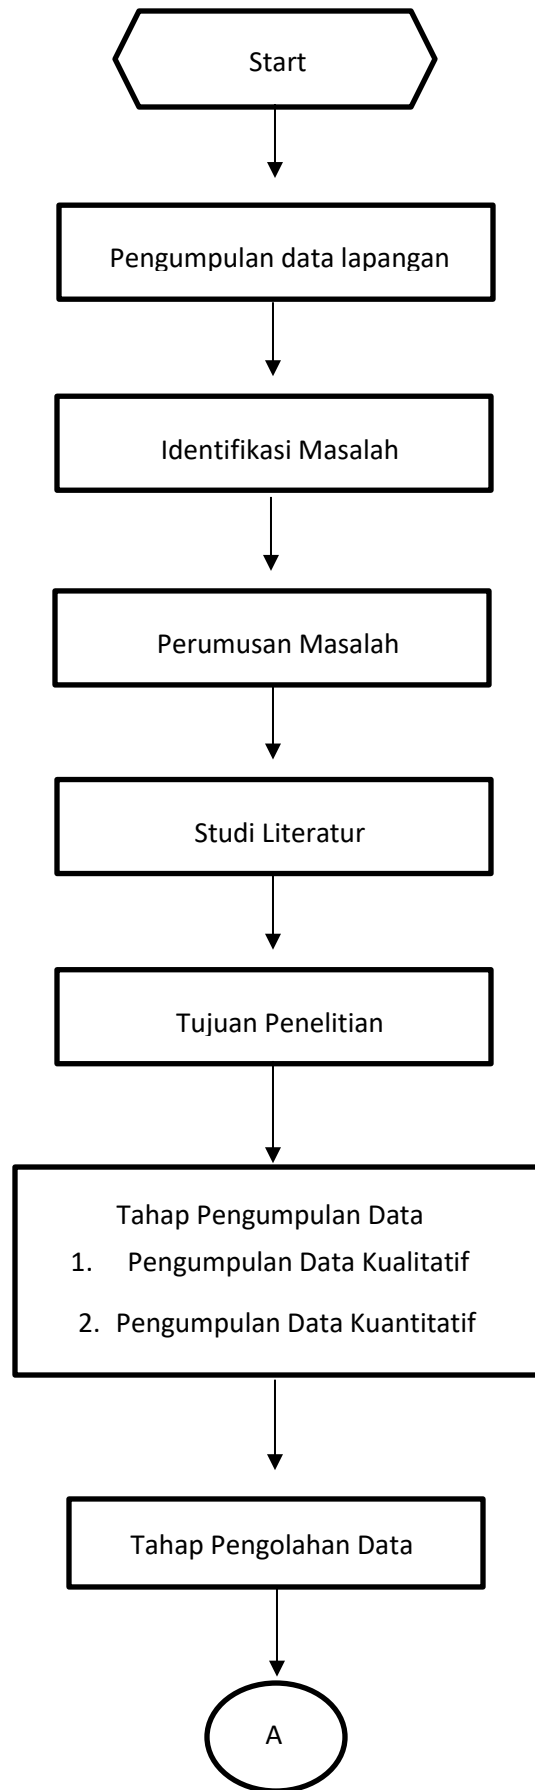 Start
Pengumpulan data lapangan
Identifikasi Masalah
Perumusan Masalah
Studi Literatur
Tujuan Penelitian
Tahap Pengumpulan Data
1. Pengumpulan Data Kualitatif
2. Pengumpulan Data Kuantitatif
Tahap Pengolahan Data
A